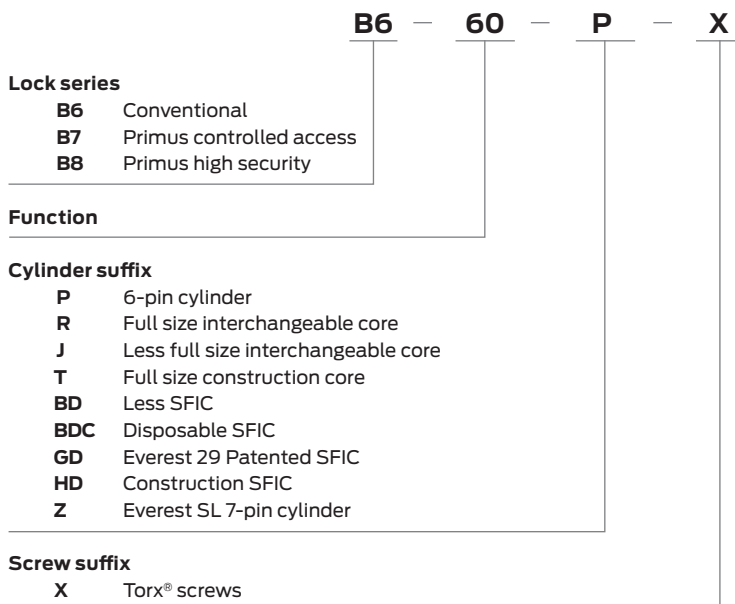 B6 — 60 — P — X
Lock series
B6 Conventional
B7 Primus controlled access
B8 Primus high security
Function
Cylinder suffix
P 6-pin cylinder
R Full size interchangeable core
J Less full size interchangeable core
T Full size construction core
BD Less SFIC
BDC Disposable SFIC
GD Everest 29 Patented SFIC
HD Construction SFIC
Z Everest SL 7-pin cylinder
Screw suffix
X Torx® screws